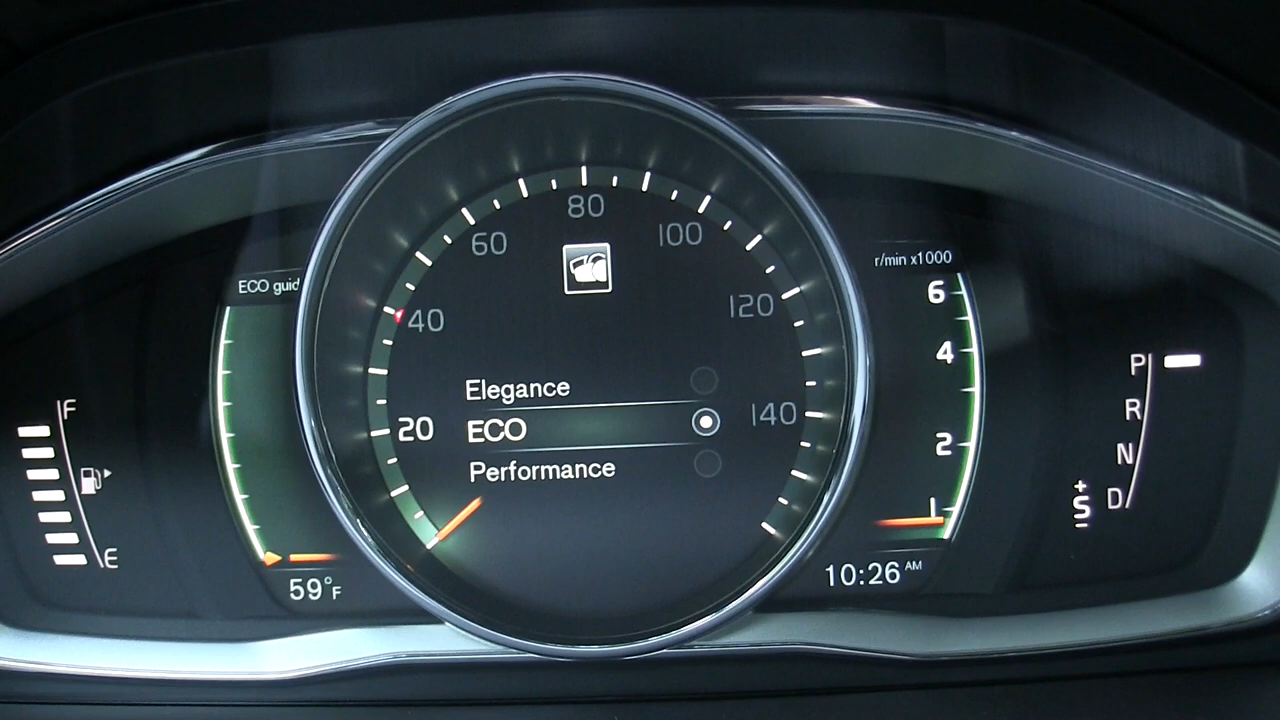 80
60
100
r/min x1000
ECO guid
6
120
40
4
P
Elegance
R
F
20
ECO
140
2
N
Performance
+
S
-
D
1
E
59°F
10:26 AM